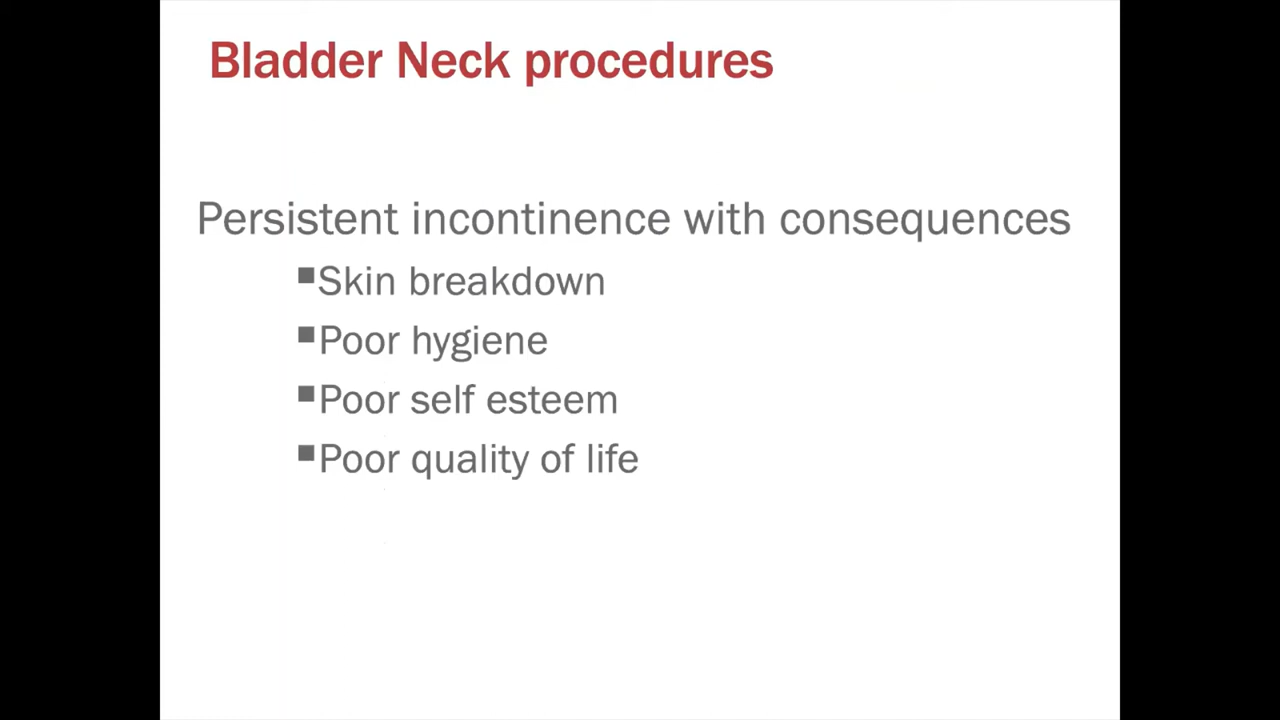 Bladder Neck procedures
Persistent incontinence with consequences
▪Skin breakdown
▪Poor hygiene
▪Poor self esteem
▪Poor quality of life